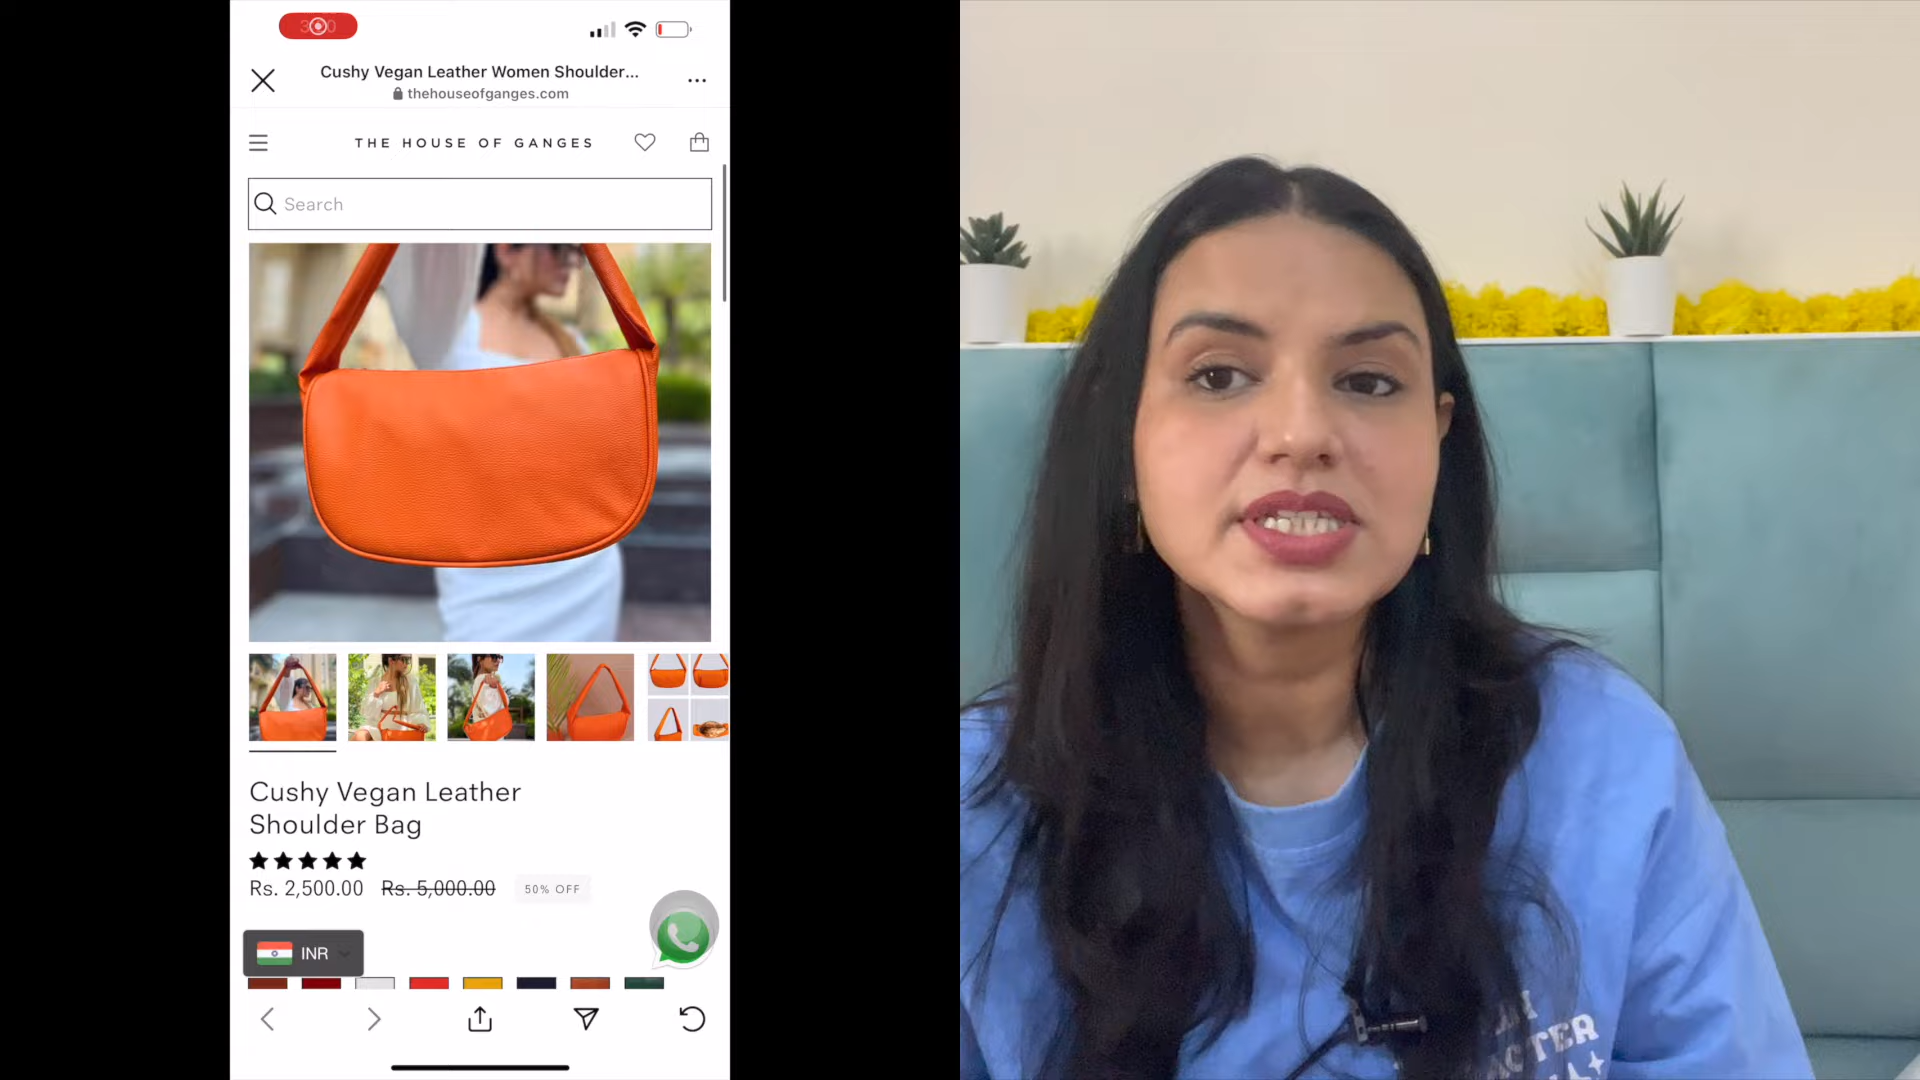 Cushy Vegan Leather Women Shoulder...
thehouseofganges.com
THE HOUSE OF GANGES
Search
Cushy Vegan Leather
Shoulder Bag
Rs. 2,500.00 Rs. 5,000.00 50% OFF
INR